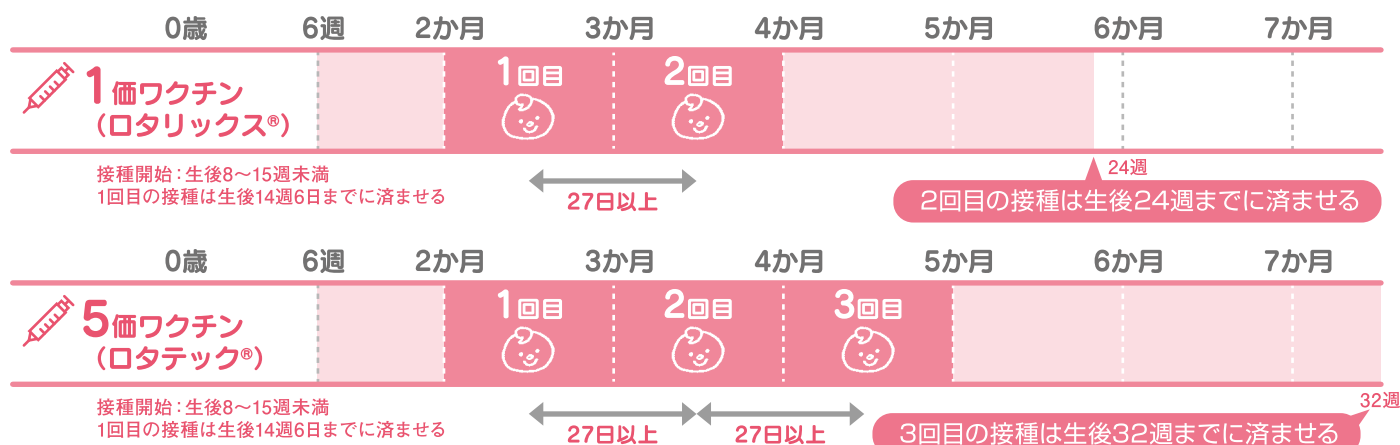 0歳 6週 2か月 3か月 4か月 5か月 6か月 7か月
1価ワクチン
(ロタリックス®)
1回目 2回目
接種開始:生後8〜15週未満
1回目の接種は生後14週6日までに済ませる
27日以上
24週
2回目の接種は生後24週までに済ませる
0歳 6週 2か月 3か月 4か月 5か月 6か月 7か月
5価ワクチン
(ロタテック®)
1回目 2回目 3回目
接種開始:生後8〜15週未満
1回目の接種は生後14週6日までに済ませる
27日以上 27日以上
32週
3回目の接種は生後32週までに済ませる